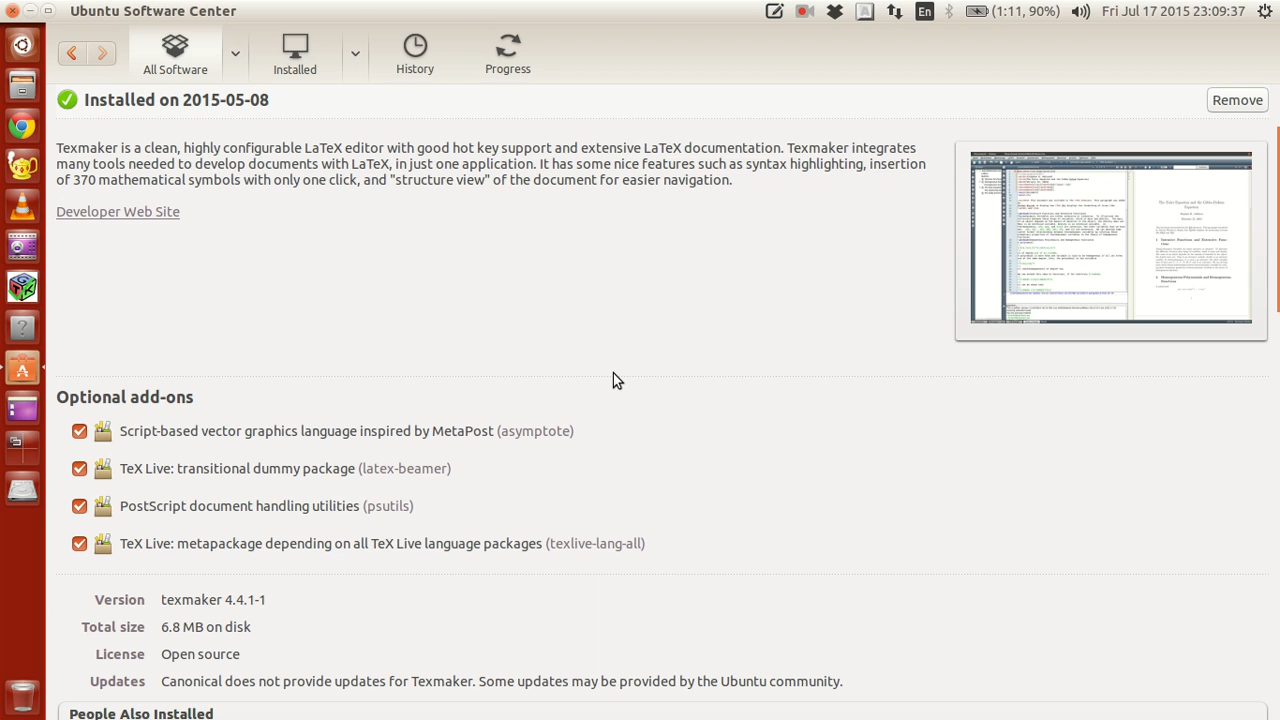 Ubuntu Software Center
En
(1:11, 90%)
Fri Jul 17 2015 23:09:37
All Software
Installed
History
Progress
Installed on 2015-05-08
Remove
Texmaker is a clean, highly configurable LaTeX editor with good hot key support and extensive LaTeX documentation. Texmaker integrates
many tools needed to develop documents with LaTeX, in just one application. It has some nice features such as syntax highlighting, insertion
of 370 mathematical symbols with only one click, and "structure view" of the document for easier navigation.
Developer Web Site
Optional add-ons
Script-based vector graphics language inspired by MetaPost (asymptote)
TeX Live: transitional dummy package (latex-beamer)
PostScript document handling utilities (psutils)
TeX Live: metapackage depending on all TeX Live language packages (texlive-lang-all)
Version texmaker 4.4.1-1
Total size 6.8 MB on disk
License Open source
Updates Canonical does not provide updates for Texmaker. Some updates may be provided by the Ubuntu community.
People Also Installed